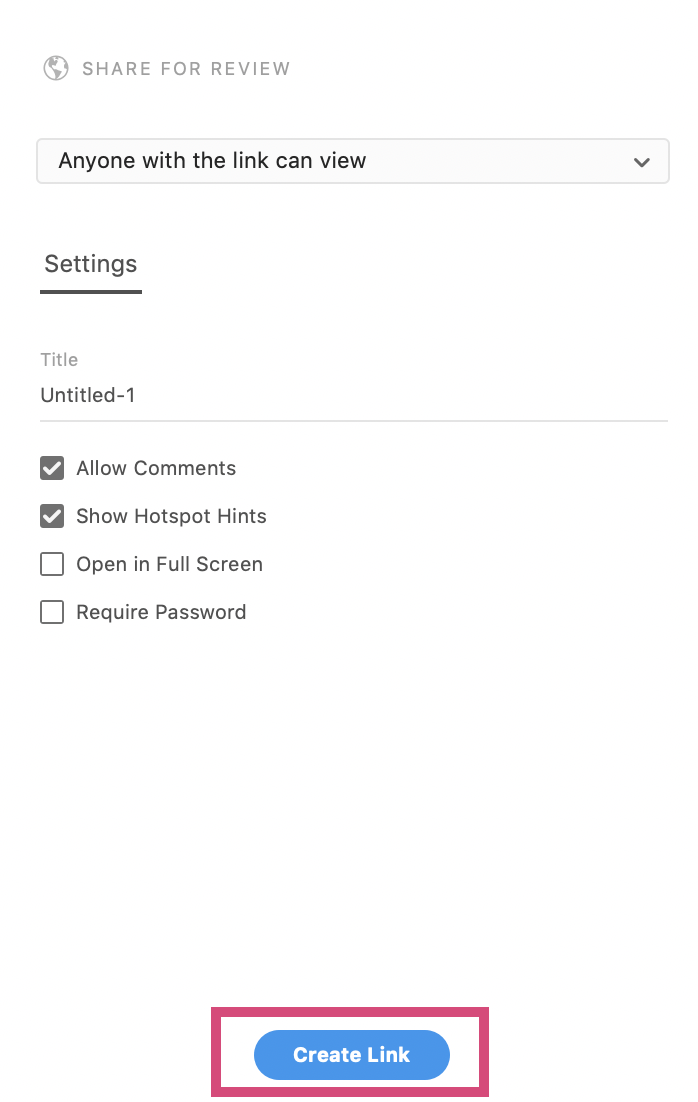 SHARE FOR REVIEW
Anyone with the link can view
Settings
Title
Untitled-1
Allow Comments
Show Hotspot Hints
Open in Full Screen
Require Password
Create Link